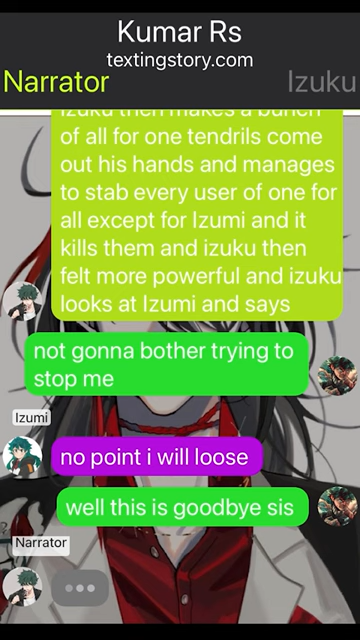 Kumar Rs
textingstory.com
Narrator
Izuku
Izuku then makes a bunch
of all for one tendrils come
out his hands and manages
to stab every user of one for
all except for Izumi and it
kills them and izuku then
felt more powerful and izuku
looks at Izumi and says
not gonna bother trying to
stop me
Izumi
no point i will loose
well this is goodbye sis
Narrator